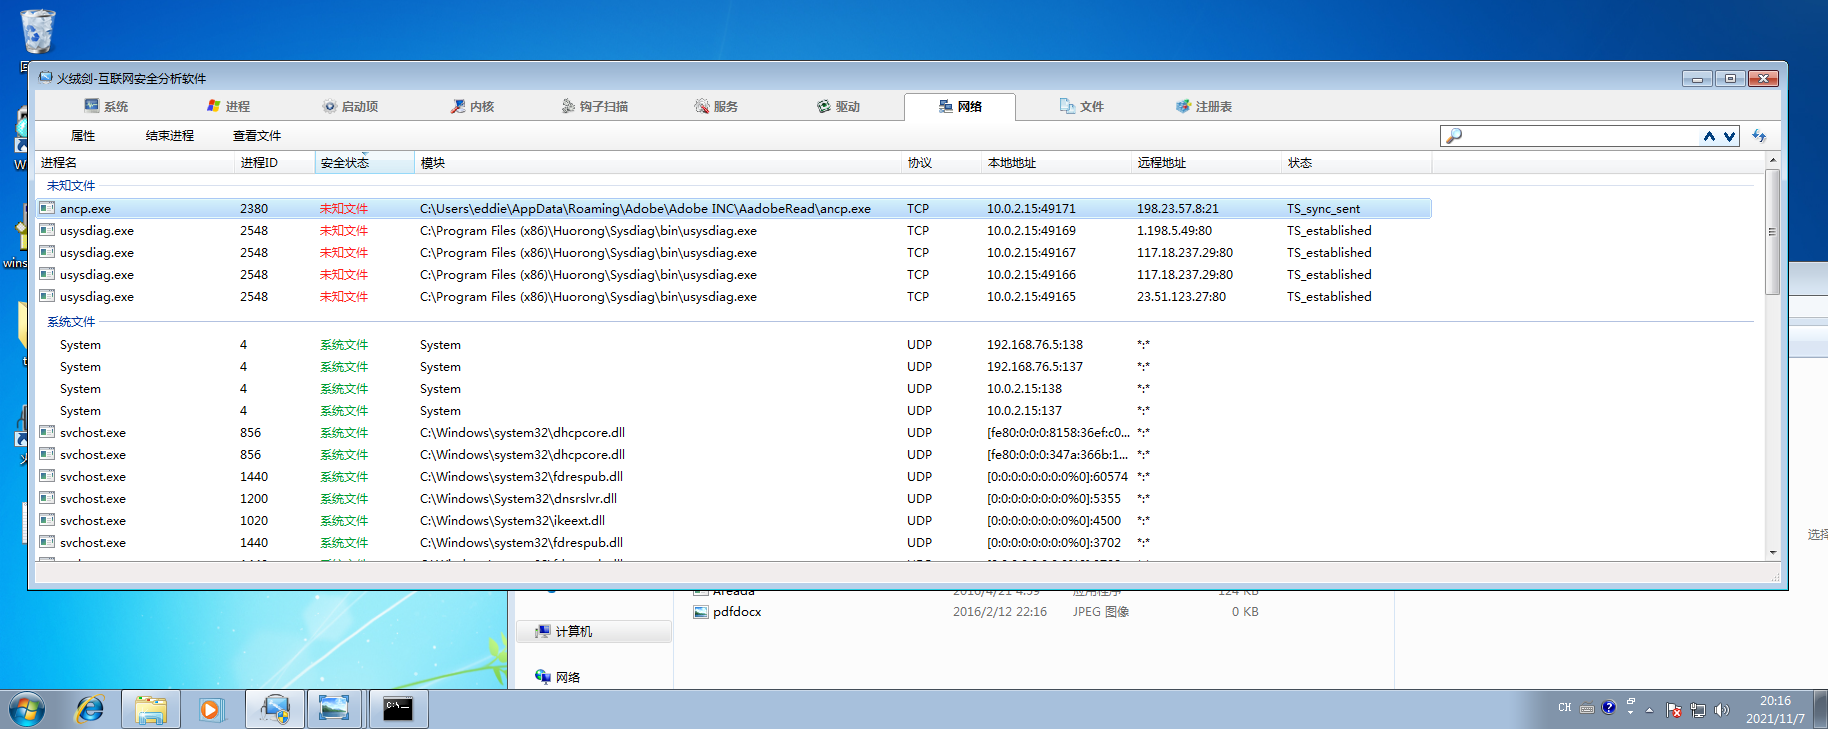 火绒剑-互联网安全分析软件
系统 进程 启动项 内核 钩子扫描 服务 驱动 网络 文件 注册表
属性 结束进程 查看文件
进程名 进程ID 安全状态 模块 协议 本地地址 远程地址 状态
未知文件
ancp.exe 2380 未知文件 C:\Users\eddie\AppData\Roaming\Adobe\Adobe INC\AadobeRead\ancp.exe TCP 10.0.2.15:49171 198.23.57.8:21 TS_sync_sent
usysdiag.exe 2548 未知文件 C:\Program Files (x86)\Huorong\Sysdiag\bin\usysdiag.exe TCP 10.0.2.15:49169 1.198.5.49:80 TS_established
usysdiag.exe 2548 未知文件 C:\Program Files (x86)\Huorong\Sysdiag\bin\usysdiag.exe TCP 10.0.2.15:49167 117.18.237.29:80 TS_established
usysdiag.exe 2548 未知文件 C:\Program Files (x86)\Huorong\Sysdiag\bin\usysdiag.exe TCP 10.0.2.15:49166 117.18.237.29:80 TS_established
usysdiag.exe 2548 未知文件 C:\Program Files (x86)\Huorong\Sysdiag\bin\usysdiag.exe TCP 10.0.2.15:49165 23.51.123.27:80 TS_established
系统文件
System 4 系统文件 System UDP 192.168.76.5:138 *:*
System 4 系统文件 System UDP 192.168.76.5:137 *:*
System 4 系统文件 System UDP 10.0.2.15:138 *:*
System 4 系统文件 System UDP 10.0.2.15:137 *:*
svchost.exe 856 系统文件 C:\Windows\system32\dhcpcore.dll UDP [fe80:0:0:0:8158:36ef:c0... *:*
svchost.exe 856 系统文件 C:\Windows\system32\dhcpcore.dll UDP [fe80:0:0:0:347a:366b:1... *:*
svchost.exe 1440 系统文件 C:\Windows\system32\fdrespub.dll UDP [0:0:0:0:0:0:0:0%0]:60574 *:*
svchost.exe 1200 系统文件 C:\Windows\System32\dnsrslvr.dll UDP [0:0:0:0:0:0:0:0%0]:5355 *:*
svchost.exe 1020 系统文件 C:\Windows\System32\ikeext.dll UDP [0:0:0:0:0:0:0:0%0]:4500 *:*
svchost.exe 1440 系统文件 C:\Windows\system32\fdrespub.dll UDP [0:0:0:0:0:0:0:0%0]:3702 *:*
wins
选择
Areada 2016/4/21 4:39 应用程序 124 KB
pdfdocx 2016/2/12 22:16 JPEG 图像 0 KB
计算机
网络
C:\
CH
20:16
2021/11/7